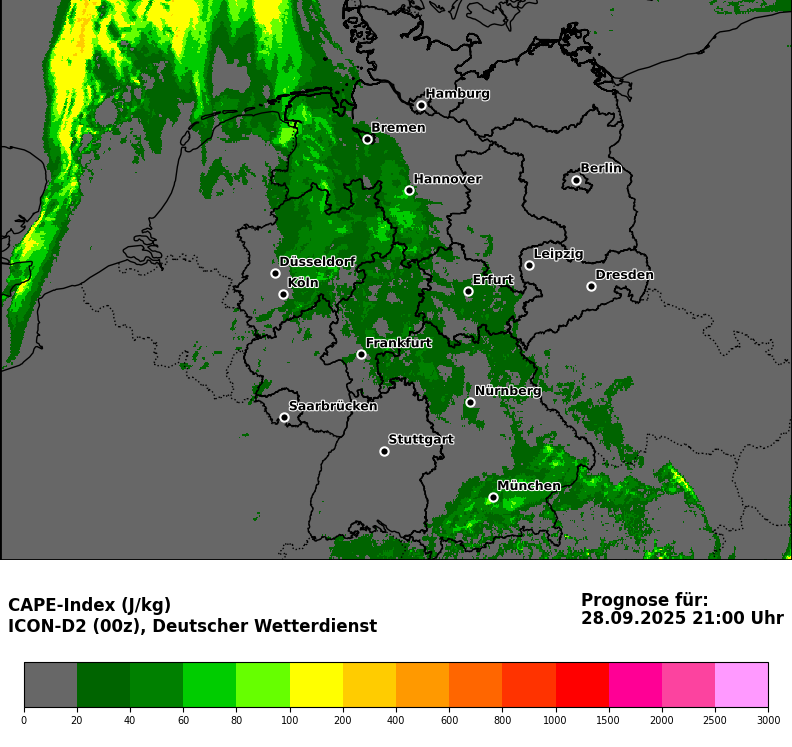 Hamburg
Bremen
Berlin
Hannover
Leipzig
Düsseldorf
Dresden
Köln
Erfurt
Frankfurt
Nürnberg
Saarbrücken
Stuttgart
München
CAPE-Index (J/kg)
ICON-D2 (00z), Deutscher Wetterdienst
Prognose für:
28.09.2025 21:00 Uhr
0 20 40 60 80 100 200 400 600 800 1000 1500 2000 2500 3000